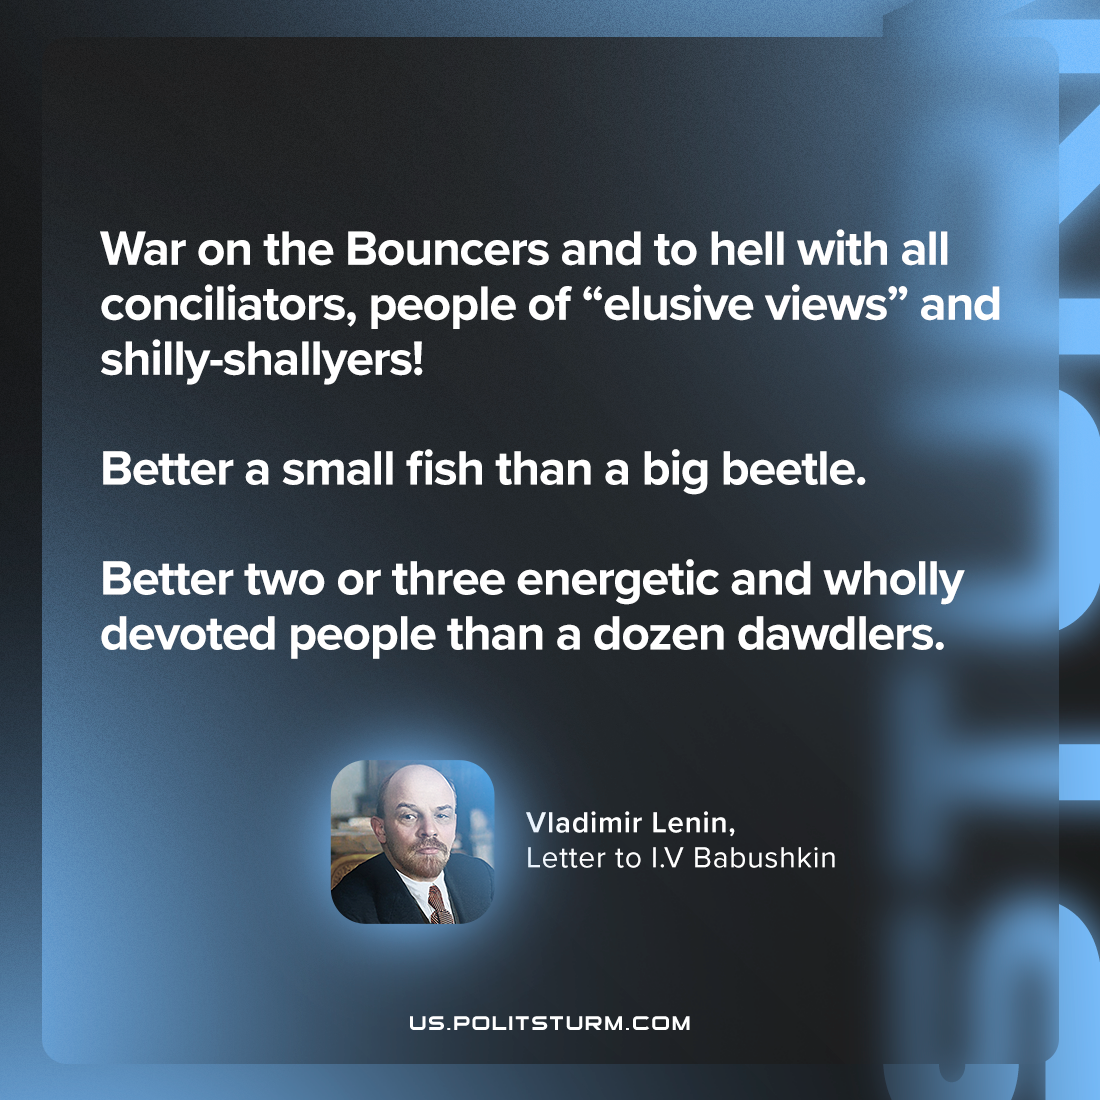 War on the Bouncers and to hell with all
conciliators, people of “elusive views” and
shilly-shallyers!
Better a small fish than a big beetle.
Better two or three energetic and wholly
devoted people than a dozen dawdlers.
Vladimir Lenin,
Letter to I.V Babushkin
US.POLITSTURM.COM